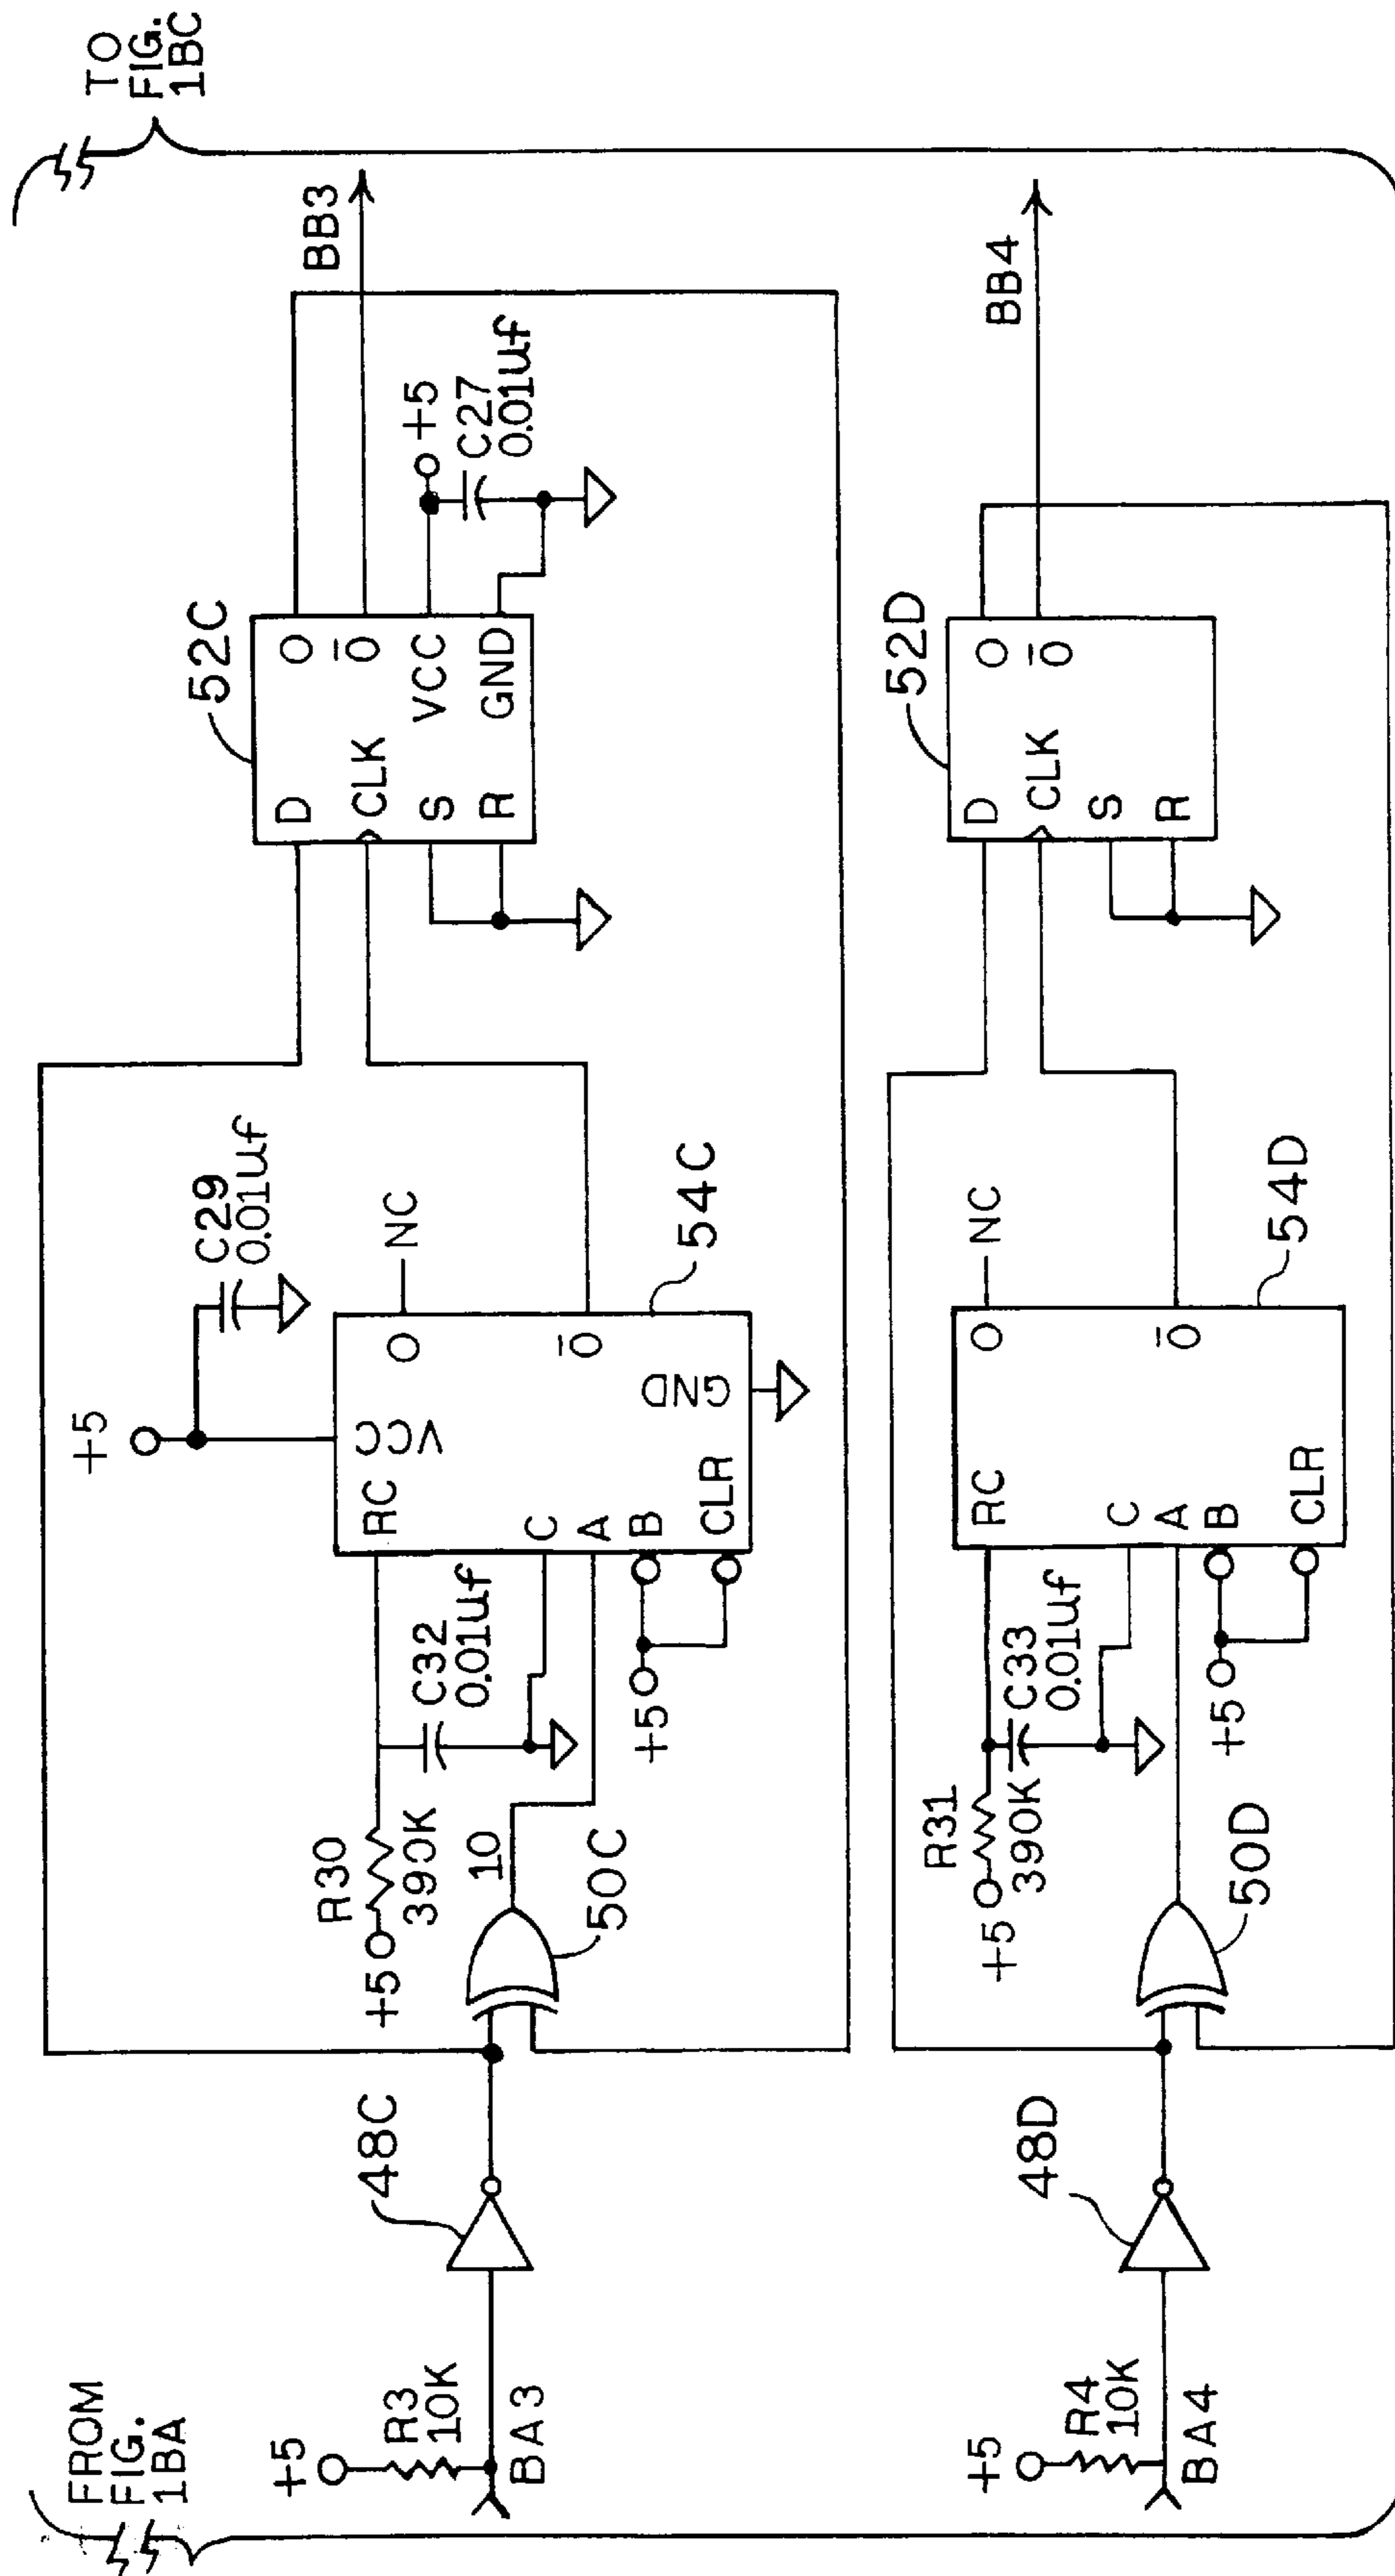 FROM
FIG.
1BA
TO
FIG.
1BC
+5
R3
10K
BA3
48C
50C
10
+5
R30
390K
C32
0.01uf
+5
RC
VCC
C
A
B
CLR
O
O̅
GND
54C
NC
+5
C29
0.01uf
52C
D
CLK
S
R
O
O̅
VCC
GND
+5
C27
0.01uf
BB3
+5
R4
10K
BA4
48D
50D
+5
R31
390K
C33
0.01uf
+5
RC
C
A
B
CLR
O
O̅
54D
NC
52D
D
CLK
S
R
O
O̅
BB4